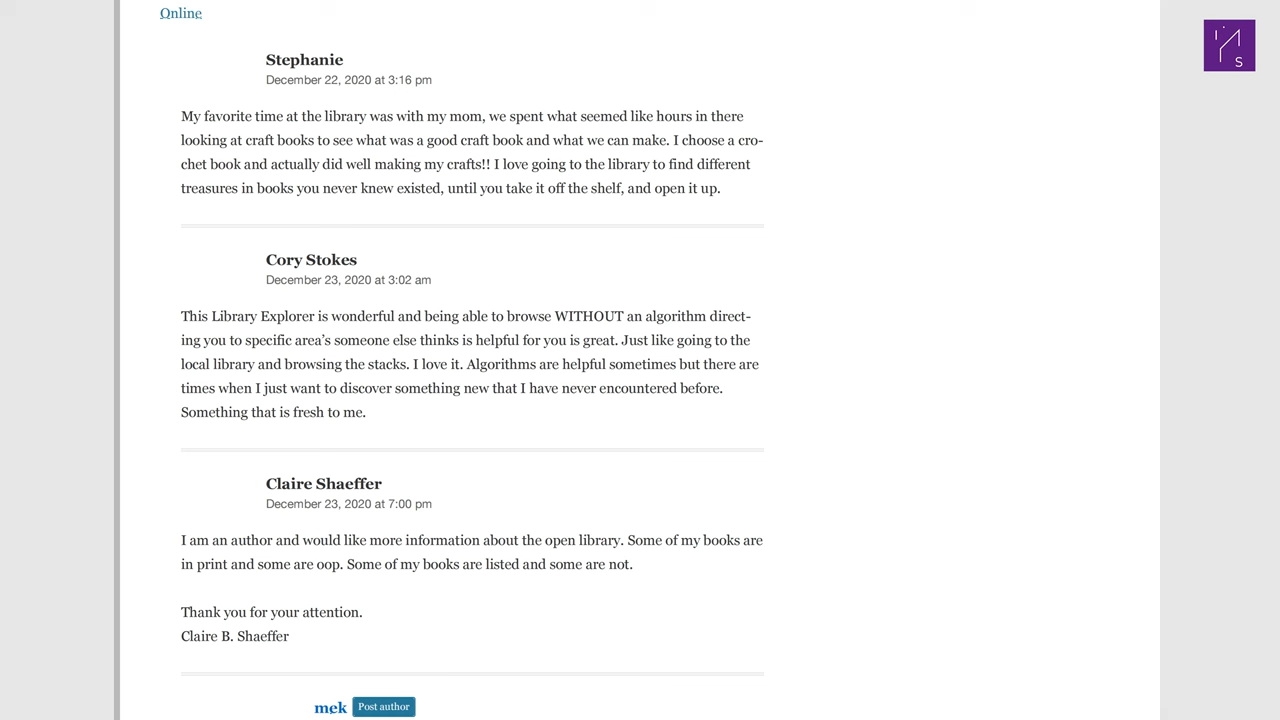 Online
Stephanie
December 22, 2020 at 3:16 pm
My favorite time at the library was with my mom, we spent what seemed like hours in there
looking at craft books to see what was a good craft book and what we can make. I choose a cro-
chet book and actually did well making my crafts!! I love going to the library to find different
treasures in books you never knew existed, until you take it off the shelf, and open it up.
Cory Stokes
December 23, 2020 at 3:02 am
This Library Explorer is wonderful and being able to browse WITHOUT an algorithm direct-
ing you to specific area’s someone else thinks is helpful for you is great. Just like going to the
local library and browsing the stacks. I love it. Algorithms are helpful sometimes but there are
times when I just want to discover something new that I have never encountered before.
Something that is fresh to me.
Claire Shaeffer
December 23, 2020 at 7:00 pm
I am an author and would like more information about the open library. Some of my books are
in print and some are oop. Some of my books are listed and some are not.
Thank you for your attention.
Claire B. Shaeffer
mek Post author